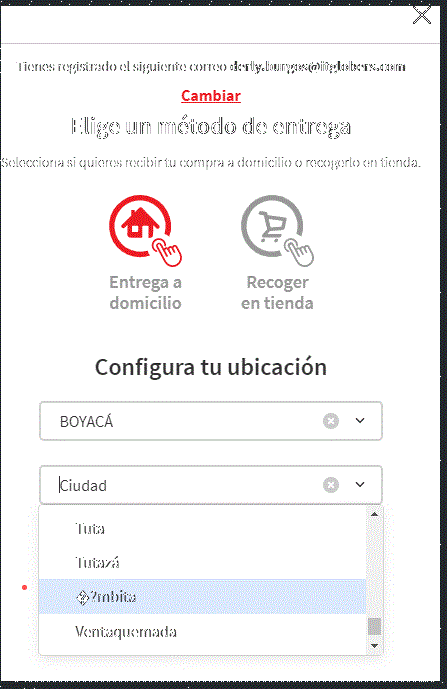 Tienes registrado el siguiente correo derly.burgos@itglobers.com
Cambiar
Elige un método de entrega
Selecciona si quieres recibir tu compra a domicilio o recogerlo en tienda.
Entrega a
domicilio
Recoger
en tienda
Configura tu ubicación
BOYACÁ
Ciudad
Tuta
Tutazá
�?mbita
Ventaquemada